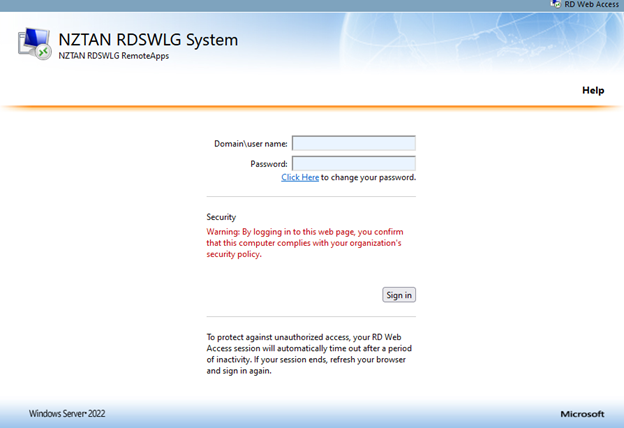 RD Web Access
NZTAN RDSWLG System
NZTAN RDSWLG RemoteApps
Help
Domain\user name:
Password:
Click Here to change your password.
Security
Warning: By logging in to this web page, you confirm
that this computer complies with your organization's
security policy.
Sign in
To protect against unauthorized access, your RD Web
Access session will automatically time out after a period
of inactivity. If your session ends, refresh your browser
and sign in again.
Windows Server 2022
Microsoft